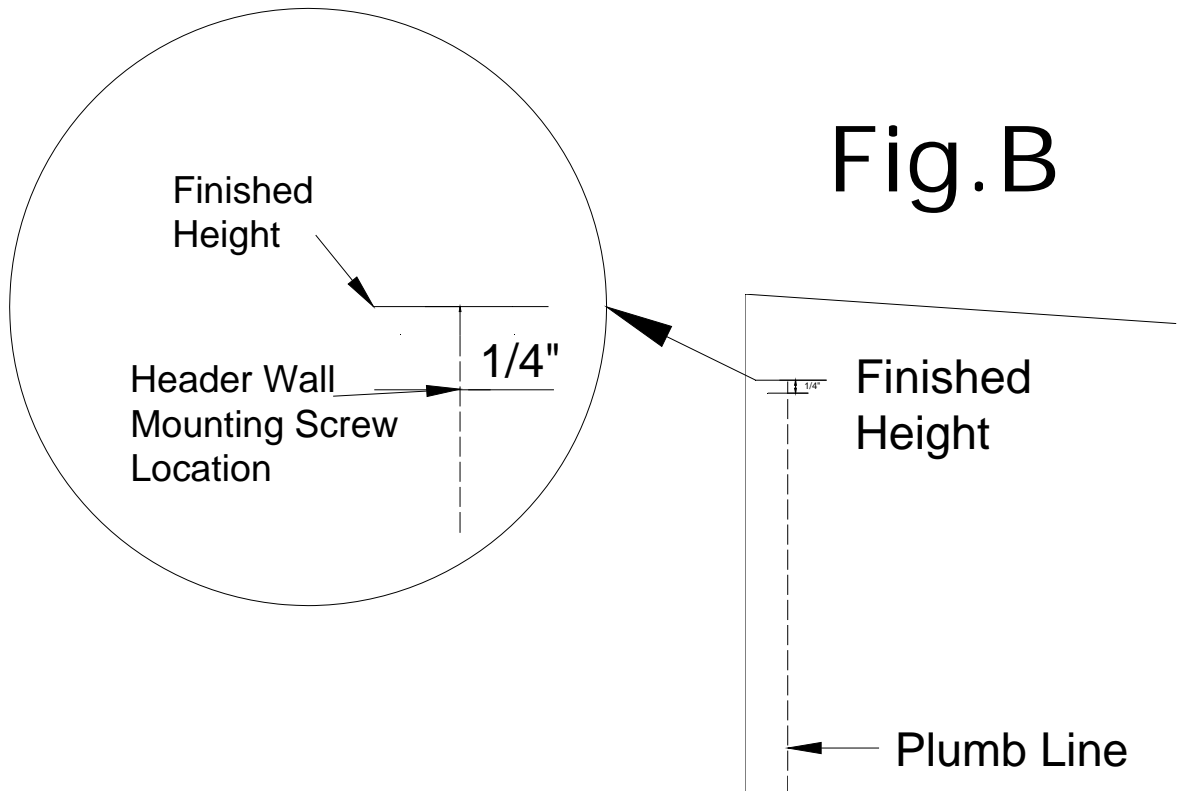 Fig.B
Finished
Height
1/4"
Header Wall
Mounting Screw
Location
1/4"
Finished
Height
Plumb Line